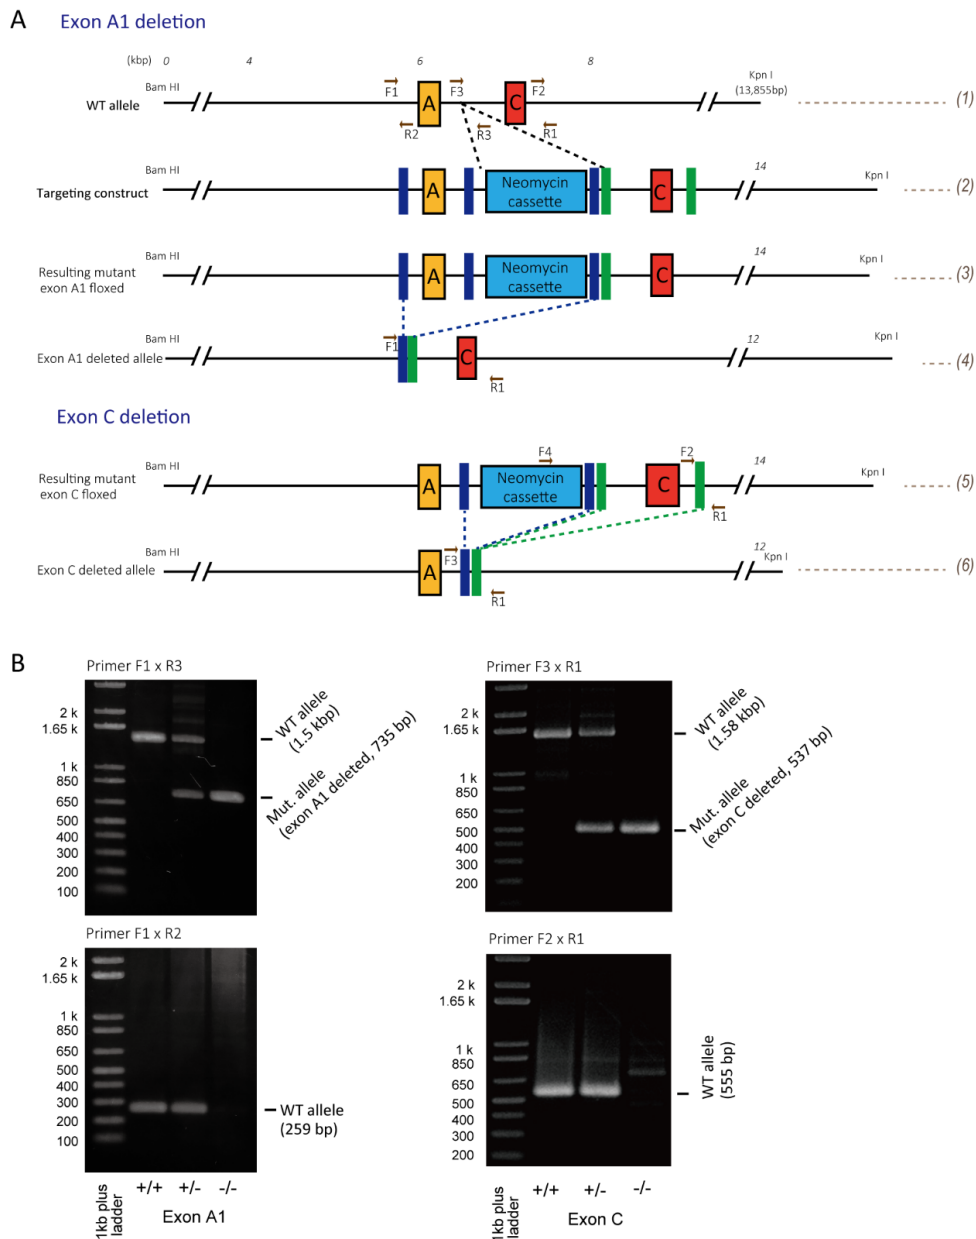 A
Exon A1 deletion
(kbp) 0 4 6 8
Bam HI F1 F3 F2 Kpn I
(13,855bp)
WT allele A C (1)
R2 R3 R1
Bam HI 14 Kpn I
Targeting construct A Neomycin cassette C (2)
Bam HI 14 Kpn I
Resulting mutant
exon A1 floxed A Neomycin cassette C (3)
Bam HI F1 12 Kpn I
Exon A1 deleted allele C (4)
R1
Exon C deletion
Bam HI F4 F2 14 Kpn I
Resulting mutant
exon C floxed A Neomycin cassette C (5)
R1
Bam HI F3 12 Kpn I
Exon C deleted allele A (6)
R1
B
Primer F1 x R3
2 k
1.65 k
1 k
850
650
500
400
300
200
100
WT allele
(1.5 kbp)
Mut. allele
(exon A1 deleted, 735 bp)
Primer F3 x R1
2 k
1.65 k
1 k
850
650
500
400
300
200
WT allele
(1.58 kbp)
Mut. allele
(exon C deleted, 537 bp)
Primer F1 x R2
2 k
1.65 k
1 k
850
650
500
400
300
200
100
WT allele
(259 bp)
1kb plus
ladder
+/+ +/- -/-
Exon A1
Primer F2 x R1
2 k
1.65 k
1 k
850
650
500
400
300
200
WT allele
(555 bp)
1kb plus
ladder
+/+ +/- -/-
Exon C